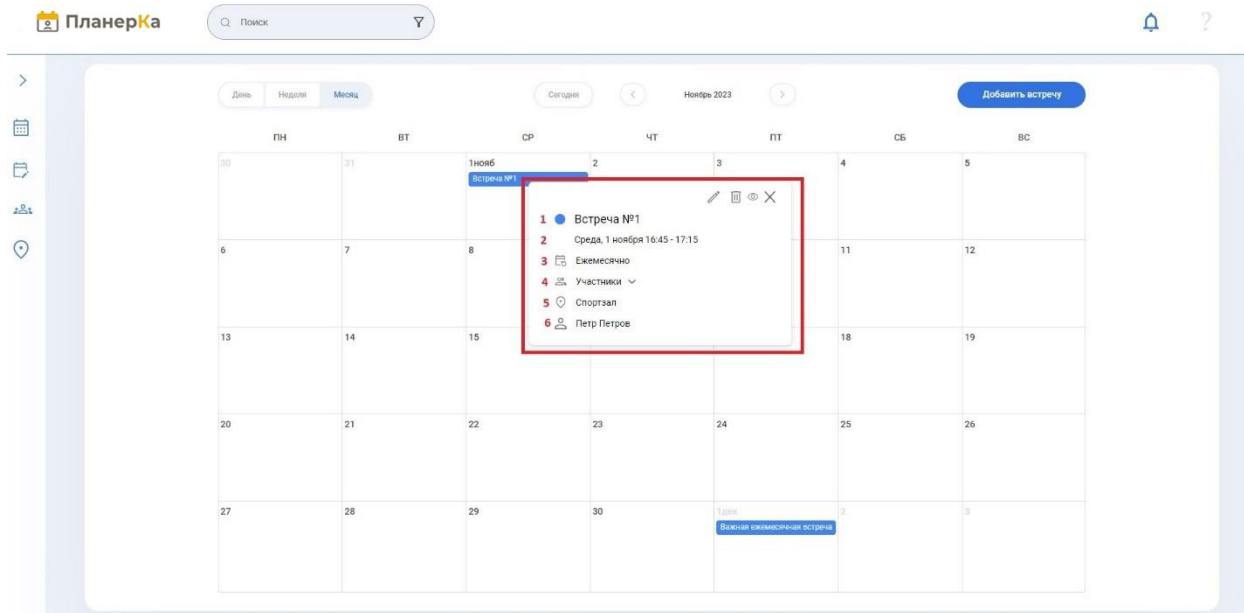 ПланерКа
Поиск
?
День Неделя Месяц Сегодня < Ноябрь 2023 > Добавить встречу
ПН ВТ СР ЧТ ПТ СБ ВС
30 31 1нояб 2 3 4 5
Встреча №1
1 Встреча №1
2 Среда, 1 ноября 16:45 - 17:15
6 7 8 11 12
3 Ежемесячно
4 Участники
5 Спортзал
6 Петр Петров
13 14 15 18 19
20 21 22 23 24 25 26
27 28 29 30 1дек 2 3
Важная ежемесячная встреча